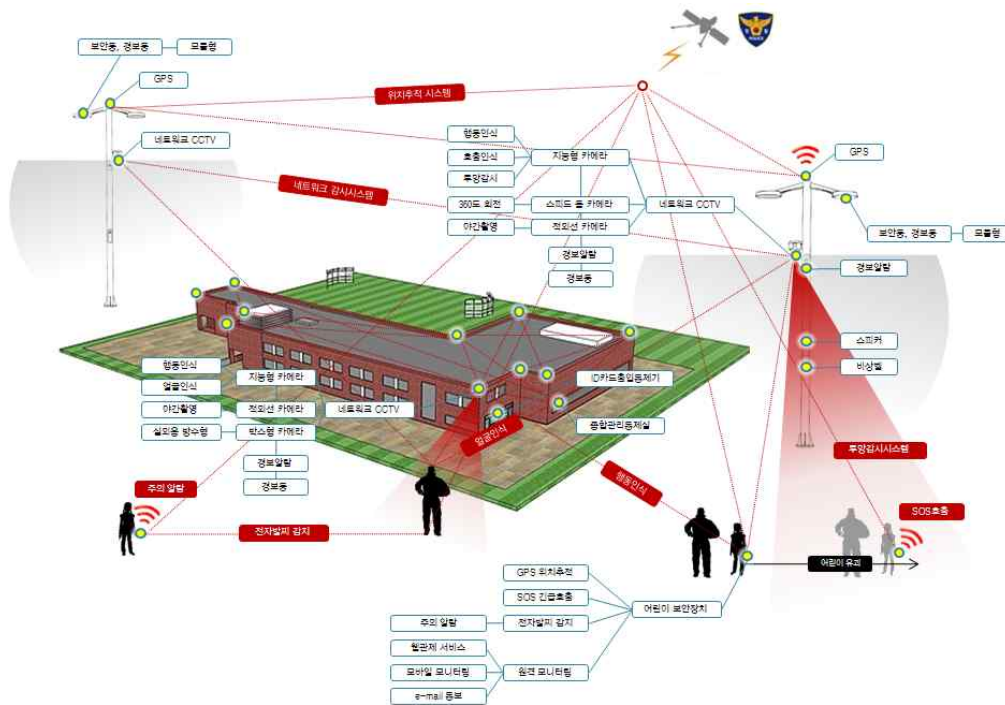 보안등, 경보등
모듈형
GPS
위치추적 시스템
네트워크 CCTV
네트워크 감시시스템
행동인식
호출인식
투망감시
지능형 카메라
360도 회전
스피드 돔 카메라
네트워크 CCTV
야간촬영
적외선 카메라
경보알람
경보등
GPS
보안등, 경보등
모듈형
경보알람
스피커
비상벨
행동인식
얼굴인식
야간촬영
실외용 방수형
지능형 카메라
적외선 카메라
박스형 카메라
네트워크 CCTV
경보알람
경보등
ID카드출입통제기
종합관리통제실
얼굴인식
행동인식
투망감시시스템
주의 알람
전자발찌 감지
SOS호출
어린이 유괴
GPS 위치추적
SOS 긴급호출
주의 알람
전자발찌 감지
어린이 보안장치
웹관제 서비스
모바일 모니터링
원격 모니터링
e-mail 통보